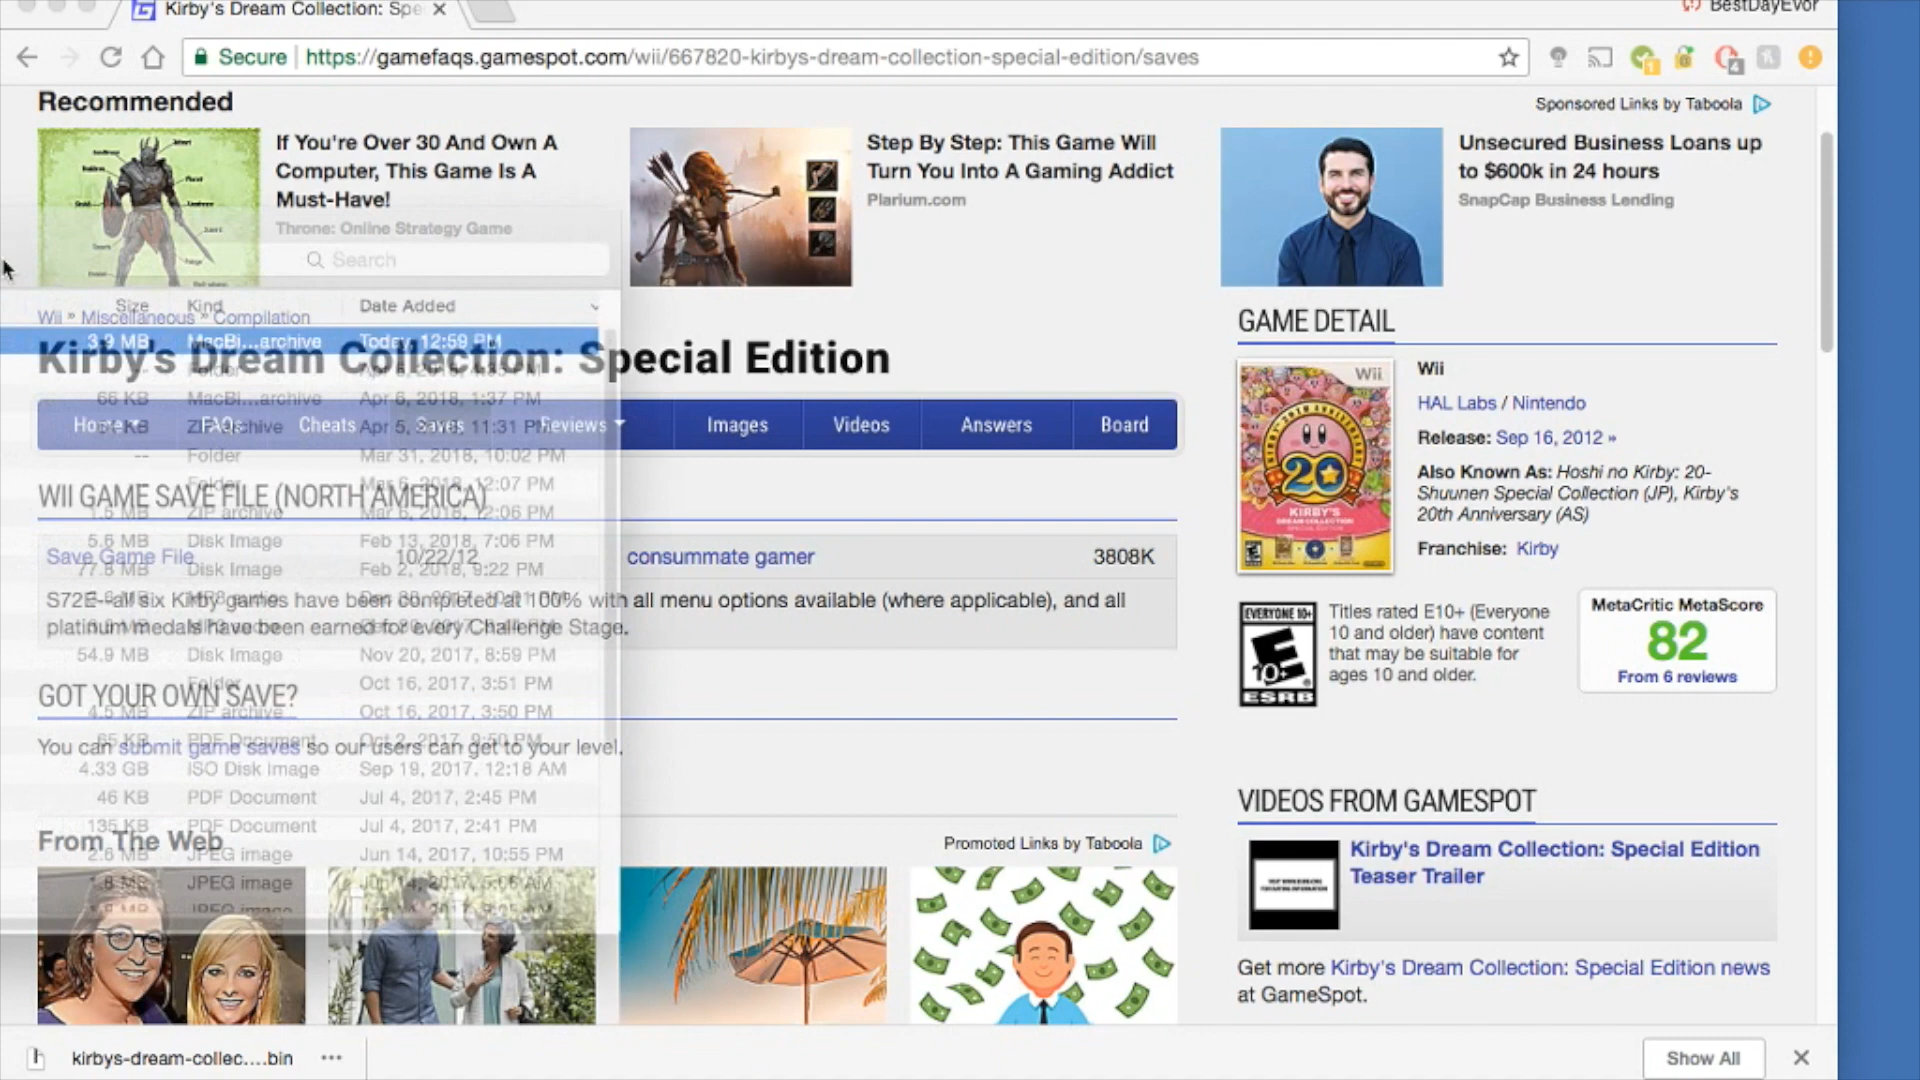 Kirby's Dream Collection: Spe
BestDayEvor
Secure
https://gamefaqs.gamespot.com/wii/667820-kirbys-dream-collection-special-edition/saves
Recommended
Sponsored Links by Taboola
If You're Over 30 And Own A
Computer, This Game Is A
Must-Have!
Throne: Online Strategy Game
Step By Step: This Game Will
Turn You Into A Gaming Addict
Plarium.com
Unsecured Business Loans up
to $600k in 24 hours
SnapCap Business Lending
Search
Size Kind Date Added
Wii » Miscellaneous » Compilation
3.9 MB MacBi...archive Today, 12:59 PM
Kirby's Dream Collection: Special Edition
-- Folder Apr 6, 2018, 4:35 PM
66 KB MacBi...archive Apr 6, 2018, 1:37 PM
Home FAQs Cheats Saves Reviews Images Videos Answers Board
KB ZIP archive Apr 5, 2018, 11:31 PM
-- Folder Mar 31, 2018, 10:02 PM
WII GAME SAVE FILE (NORTH AMERICA)
Folder Mar 6, 2018, 12:07 PM
1.5 MB ZIP archive Mar 6, 2018, 12:06 PM
5.6 MB Disk Image Feb 13, 2018, 7:06 PM
Save Game File 10/22/12 consummate gamer 3808K
77.8 MB Disk Image Feb 2, 2018, 9:22 PM
S72E--all six Kirby games have been completed at 100% with all menu options available (where applicable), and all
platinum medals have been earned for every Challenge Stage.
54.9 MB Disk Image Nov 20, 2017, 8:59 PM
Folder Oct 16, 2017, 3:51 PM
GOT YOUR OWN SAVE?
4.5 MB ZIP archive Oct 16, 2017, 3:50 PM
65 KB PDF Document Oct 2, 2017, 9:50 PM
You can submit game saves so our users can get to your level.
4.33 GB ISO Disk Image Sep 19, 2017, 12:18 AM
46 KB PDF Document Jul 4, 2017, 2:45 PM
135 KB PDF Document Jul 4, 2017, 2:41 PM
From The Web
Promoted Links by Taboola
2.6 MB JPEG image Jun 14, 2017, 10:55 PM
1.8 MB JPEG image
JPEG image
GAME DETAIL
Wii
KIRBY'S
20
Wii
HAL Labs / Nintendo
Release: Sep 16, 2012 »
Also Known As: Hoshi no Kirby: 20-
Shuunen Special Collection (JP), Kirby's
20th Anniversary (AS)
Franchise: Kirby
EVERYONE 10+
E
10+
ESRB
Titles rated E10+ (Everyone
10 and older) have content
that may be suitable for
ages 10 and older.
MetaCritic MetaScore
82
From 6 reviews
VIDEOS FROM GAMESPOT
Kirby's Dream Collection: Special Edition
Teaser Trailer
Get more Kirby's Dream Collection: Special Edition news
at GameSpot.
kirbys-dream-collec....bin
Show All